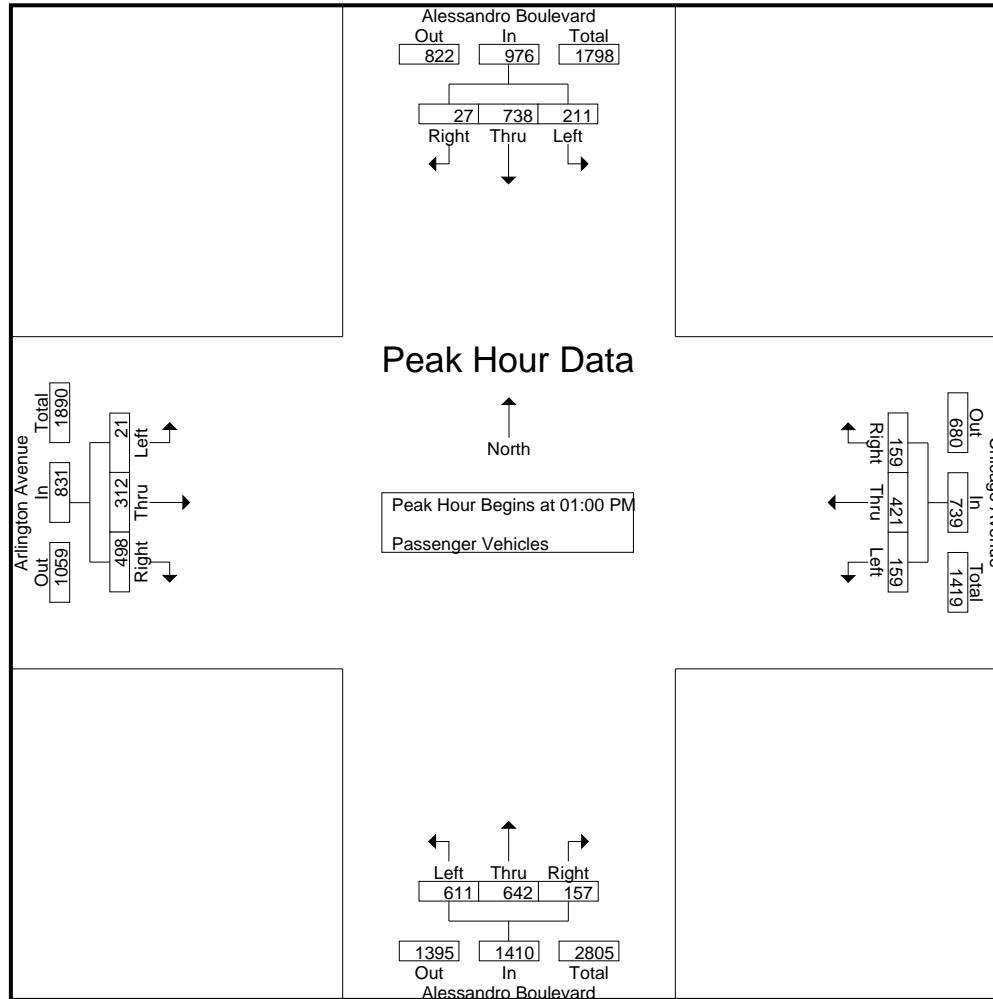 Alessandro Boulevard
Out In Total
822 976 1798
27 738 211
Right Thru Left
Peak Hour Data
North
Peak Hour Begins at 01:00 PM
Passenger Vehicles
Arlington Avenue
Total In Out
1890 831 1059
21 312 498
Left Thru Right
Avenue
Out In Total
680 739 1419
159 421 159
Right Thru Left
Left Thru Right
611 642 157
1395 1410 2805
Out In Total
Alessandro Boulevard